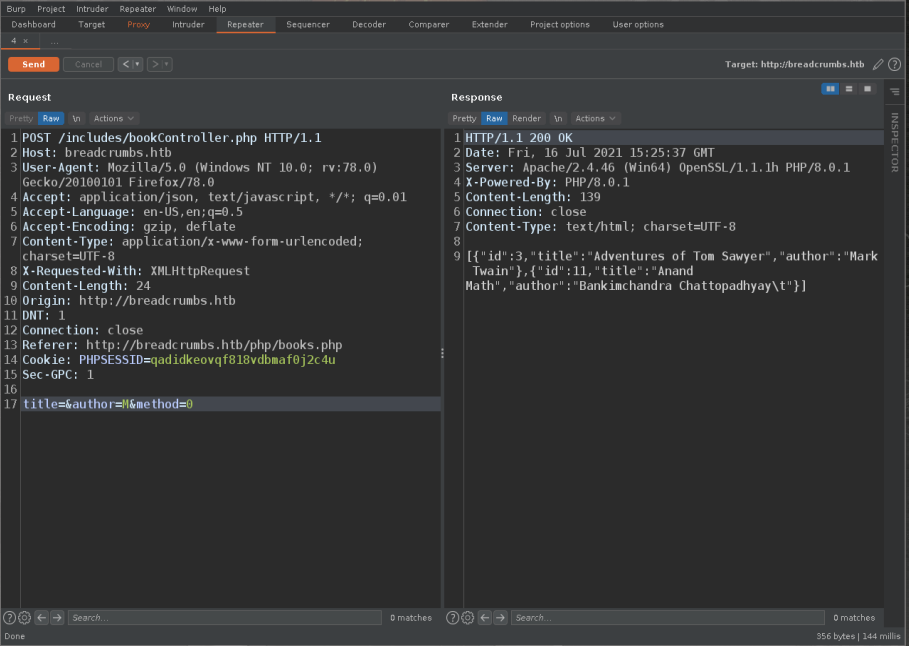 Burp Project Intruder Repeater Window Help
Dashboard Target Proxy Intruder Repeater Sequencer Decoder Comparer Extender Project options User options
4 × ...
Send Cancel < > Target: http://breadcrumbs.htb ?
Request
Pretty Raw \n Actions
1 POST /includes/bookController.php HTTP/1.1
2 Host: breadcrumbs.htb
3 User-Agent: Mozilla/5.0 (Windows NT 10.0; rv:78.0)
Gecko/20100101 Firefox/78.0
4 Accept: application/json, text/javascript, */*; q=0.01
5 Accept-Language: en-US,en;q=0.5
6 Accept-Encoding: gzip, deflate
7 Content-Type: application/x-www-form-urlencoded;
charset=UTF-8
8 X-Requested-With: XMLHttpRequest
9 Content-Length: 24
10 Origin: http://breadcrumbs.htb
11 DNT: 1
12 Connection: close
13 Referer: http://breadcrumbs.htb/php/books.php
14 Cookie: PHPSESSID=qadidkeovqf818vdbmaf0j2c4u
15 Sec-GPC: 1
16
17 title=&author=M&method=0
? Search... 0 matches
Response
Pretty Raw Render \n Actions
1 HTTP/1.1 200 OK
2 Date: Fri, 16 Jul 2021 15:25:37 GMT
3 Server: Apache/2.4.46 (Win64) OpenSSL/1.1.1h PHP/8.0.1
4 X-Powered-By: PHP/8.0.1
5 Content-Length: 139
6 Connection: close
7 Content-Type: text/html; charset=UTF-8
8
9 [{"id":3,"title":"Adventures of Tom Sawyer","author":"Mark
Twain"},{"id":11,"title":"Anand
Math","author":"Bankimchandra Chattopadhyay\t"}]
? Search... 0 matches
INSPECTOR
Done 356 bytes | 144 millis